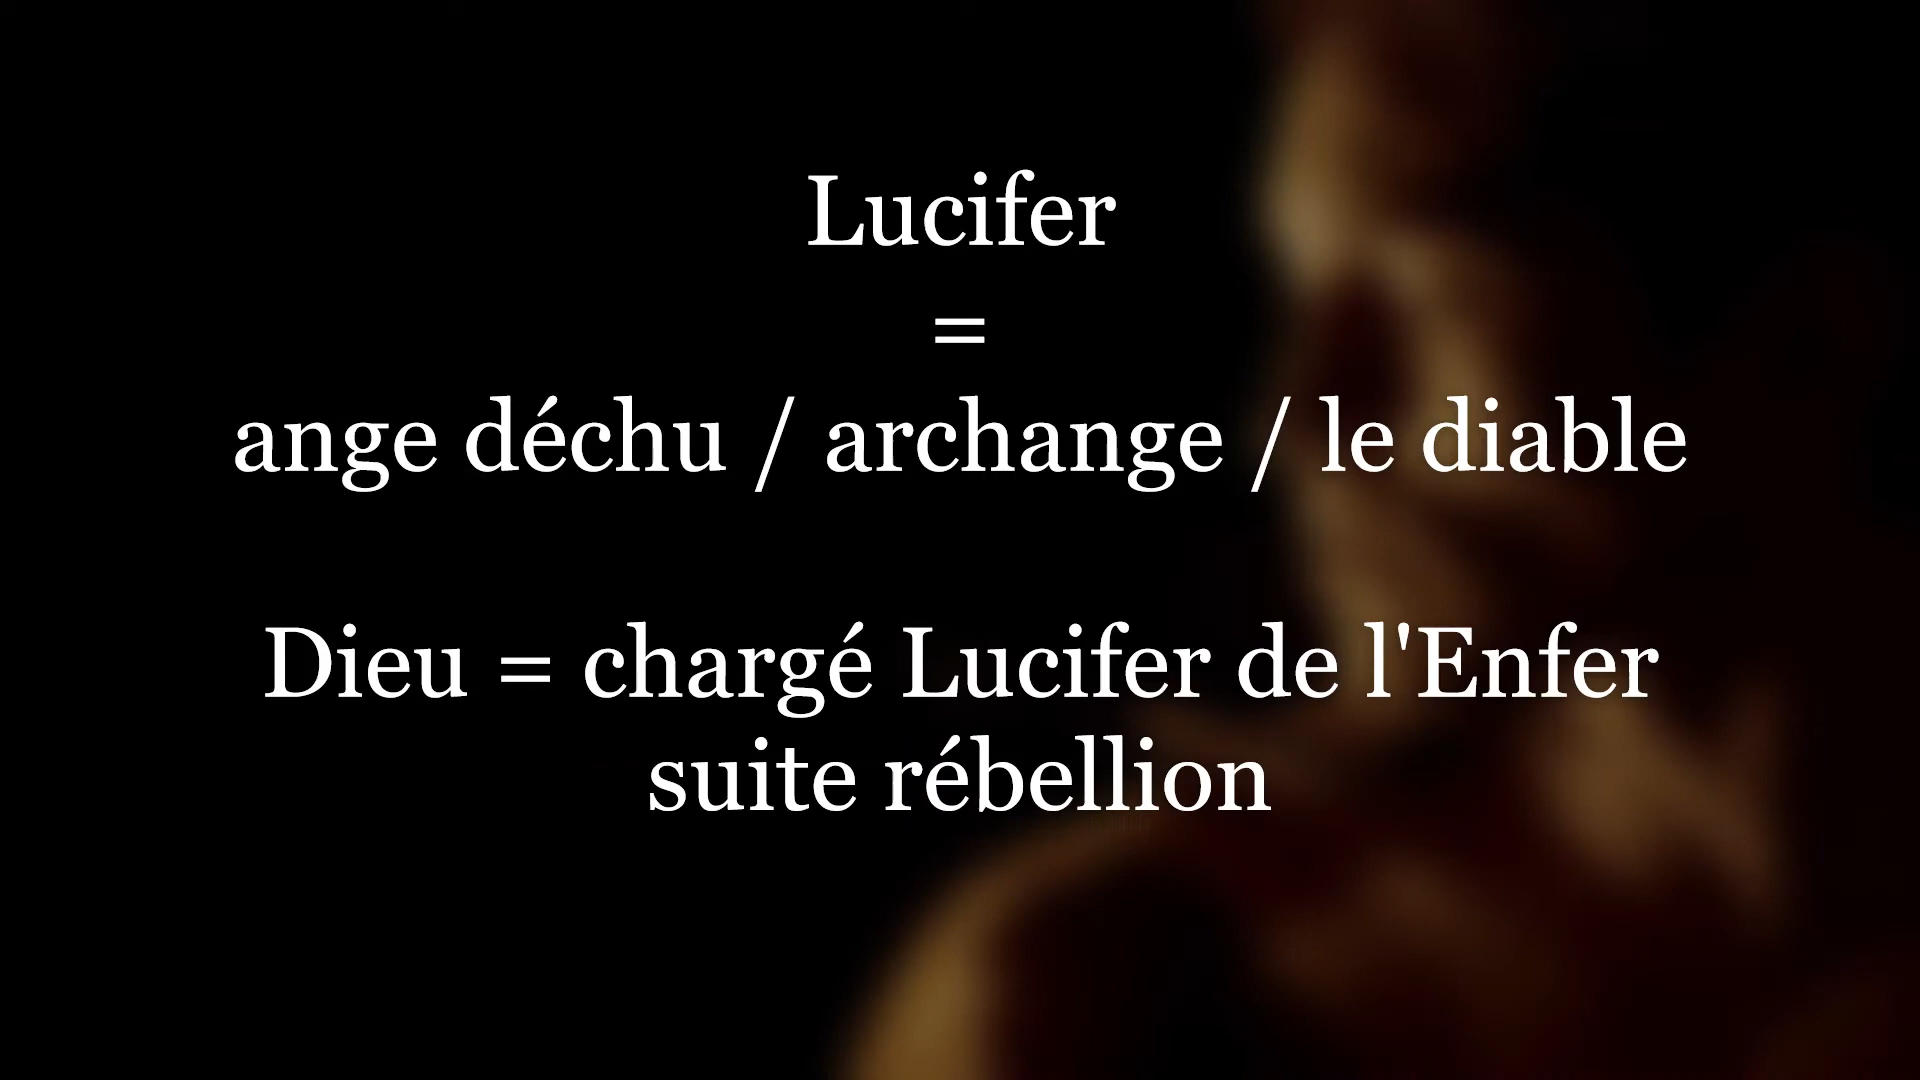 Lucifer
=
ange déchu / archange / le diable
Dieu = chargé Lucifer de l'Enfer
suite rébellion